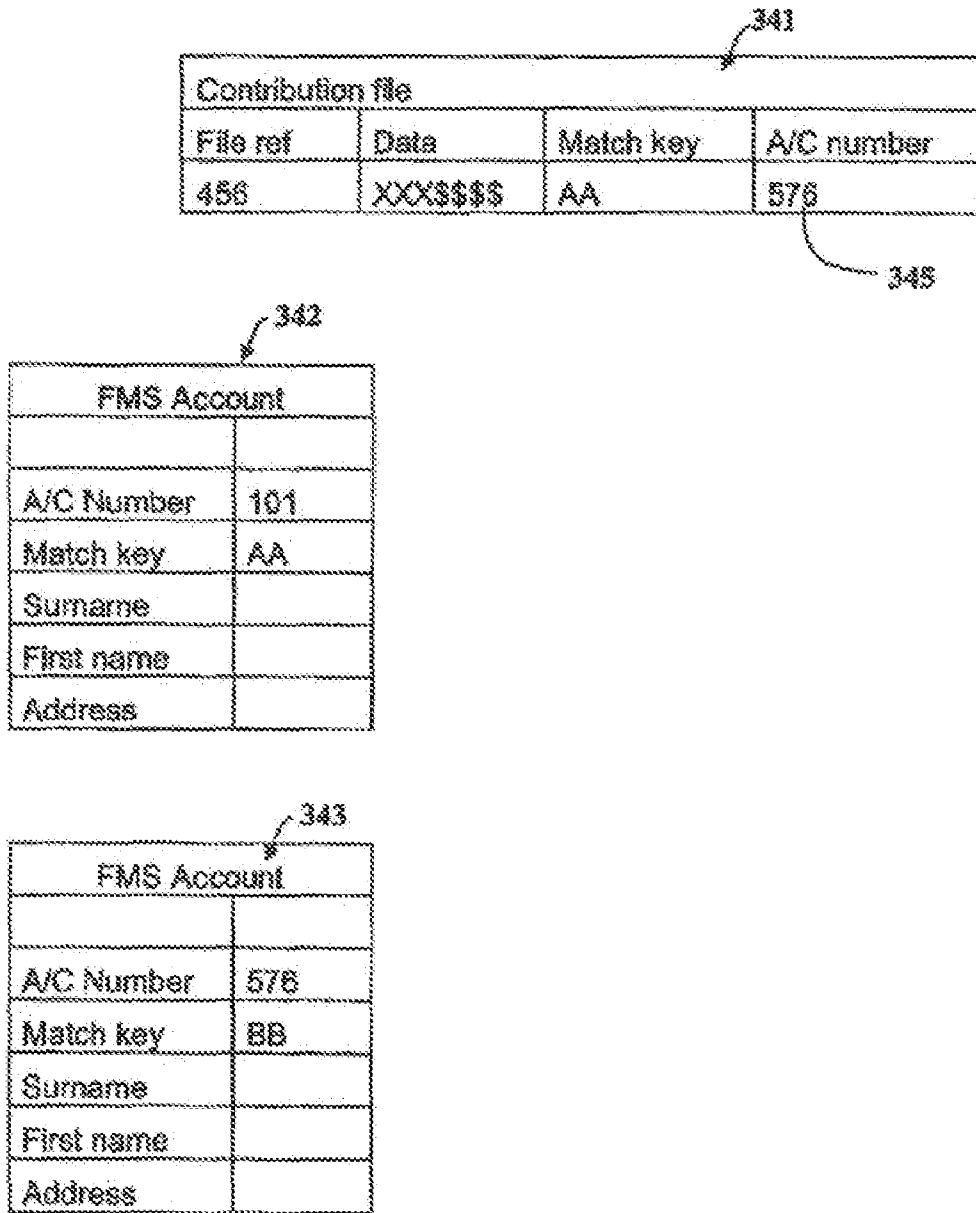 341
Contribution file
File ref Data Match key A/C number
456 XXX$$$$ AA 576
345
342
FMS Account
A/C Number 101
Match key AA
Surname
First name
Address
343
FMS Account
A/C Number 576
Match key BB
Surname
First name
Address